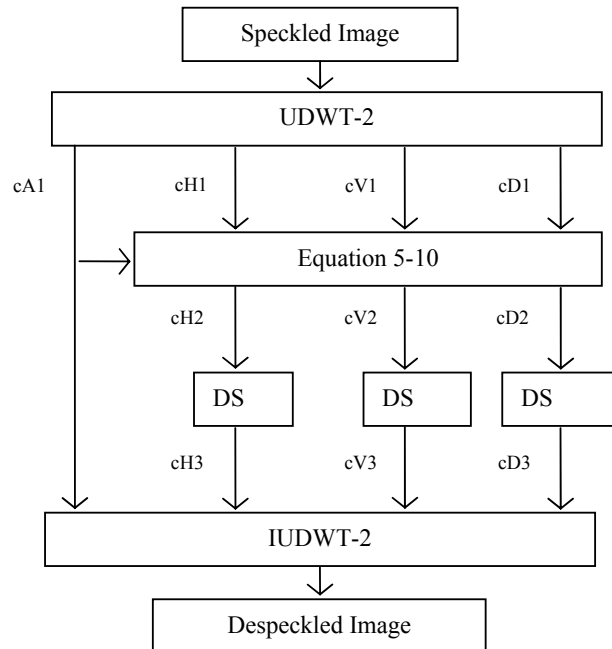 Speckled Image
UDWT-2
cA1 cH1 cV1 cD1
Equation 5-10
cH2 cV2 cD2
DS DS DS
cH3 cV3 cD3
IUDWT-2
Despeckled Image